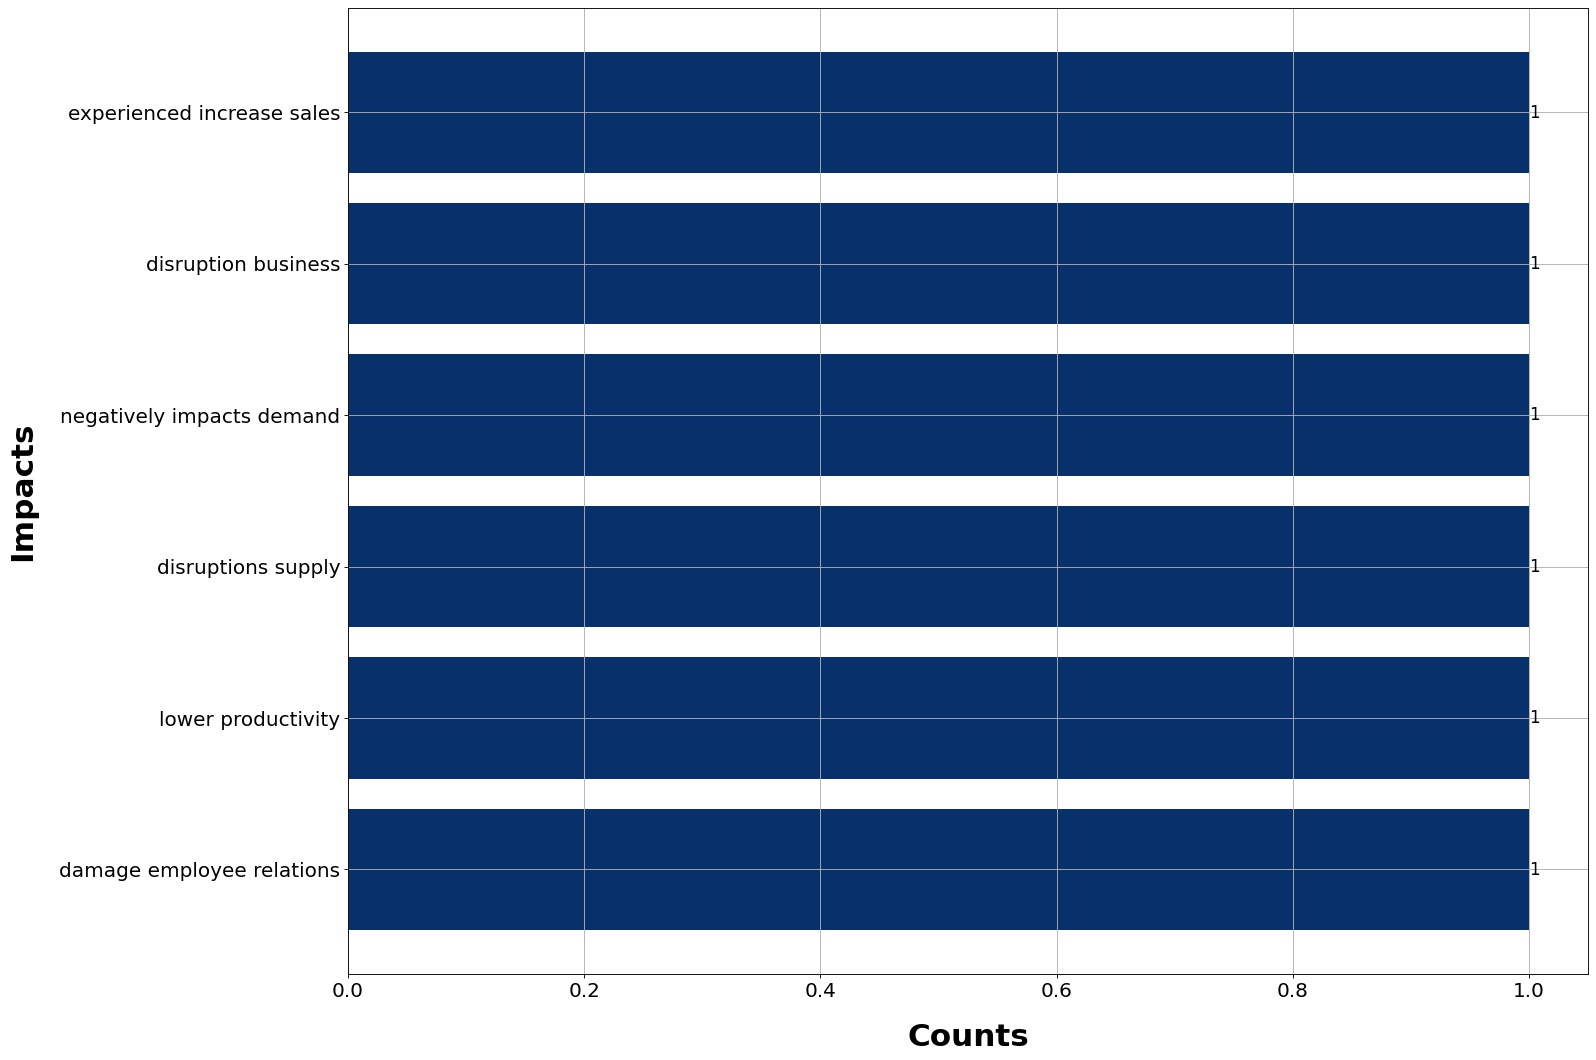 Impacts
experienced increase sales 1
disruption business 1
negatively impacts demand 1
disruptions supply 1
lower productivity 1
damage employee relations 1
0.0 0.2 0.4 0.6 0.8 1.0
Counts